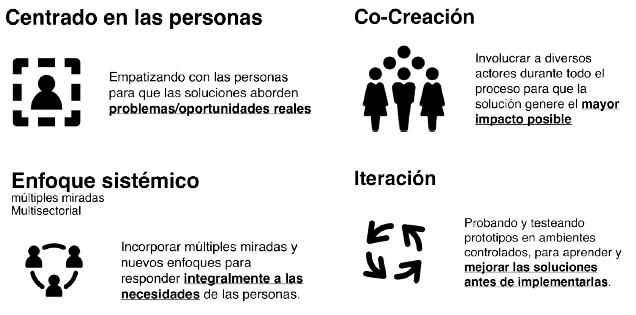 Centrado en las personas
Empatizando con las personas
para que las soluciones aborden
problemas/oportunidades reales
Co-Creación
Involucrar a diversos
actores durante todo el
proceso para que la
solución genere el mayor
impacto posible
Enfoque sistémico
múltiples miradas
Multisectorial
Incorporar múltiples miradas y
nuevos enfoques para
responder integralmente a las
necesidades de las personas.
Iteración
Probando y testeando
prototipos en ambientes
controlados, para aprender y
mejorar las soluciones
antes de implementarlas.